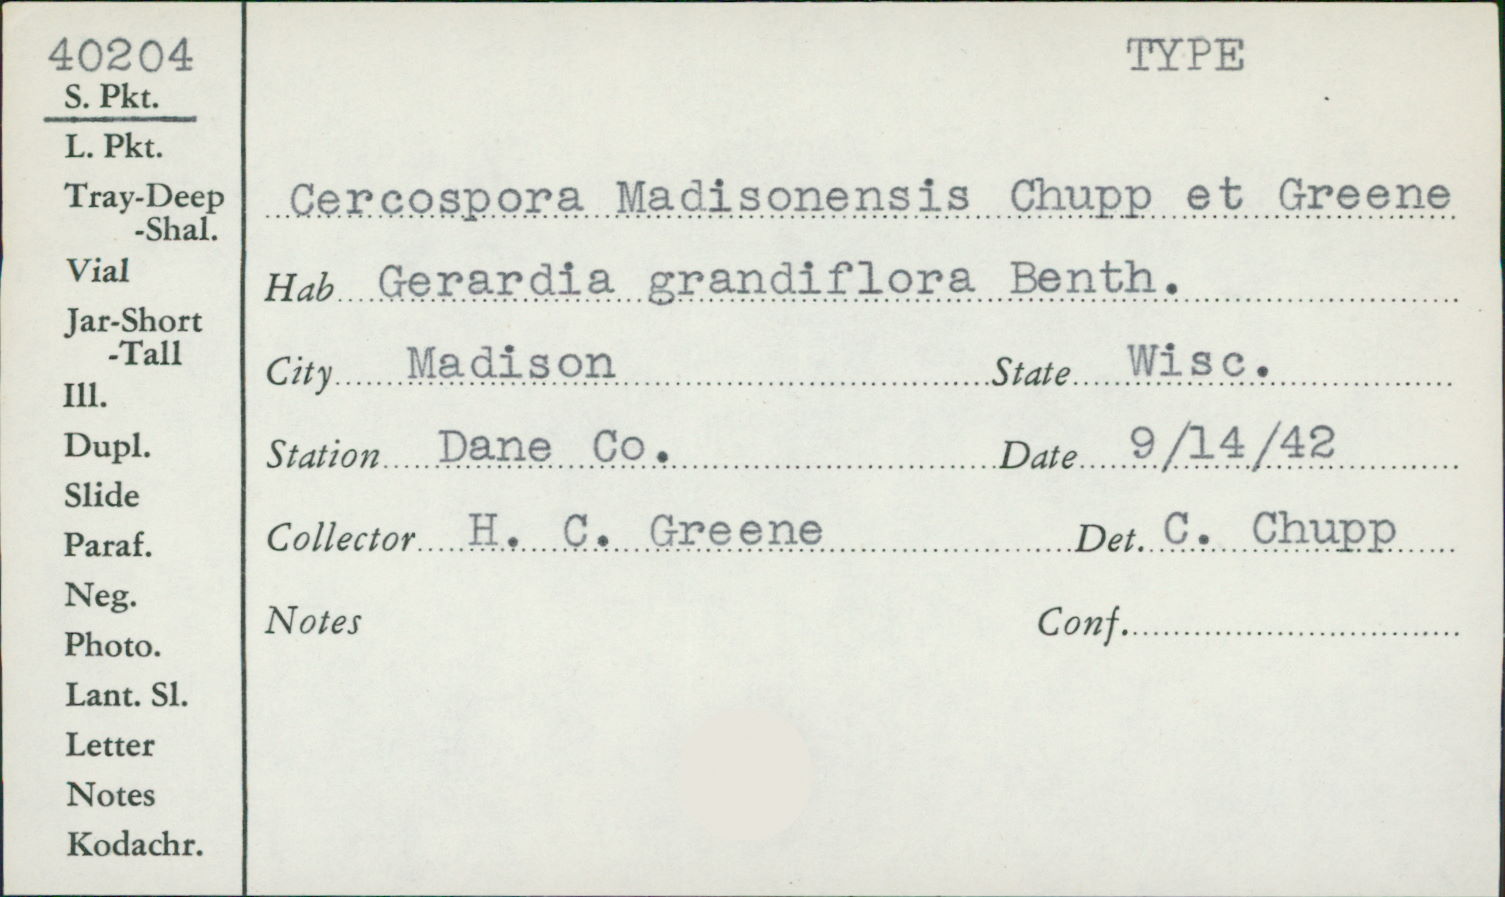 40204
S. Pkt.
L. Pkt.
Tray-Deep
-Shal.
Vial
Jar-Short
-Tall
Ill.
Dupl.
Slide
Paraf.
Neg.
Photo.
Lant. Sl.
Letter
Notes
Kodachr.
TYPE
Cercospora Madisonensis Chupp et Greene
Hab Gerardia grandiflora Benth.
City Madison State Wisc.
Station Dane Co. Date 9/14/42
Collector H. C. Greene Det. C. Chupp
Notes Conf.